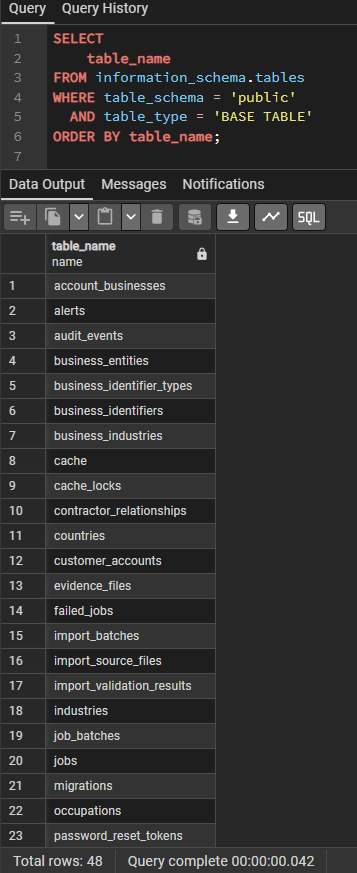 Query Query History
1 SELECT
2 table_name
3 FROM information_schema.tables
4 WHERE table_schema = 'public'
5 AND table_type = 'BASE TABLE'
6 ORDER BY table_name;
7
Data Output Messages Notifications
SQL
table_name
name
1 account_businesses
2 alerts
3 audit_events
4 business_entities
5 business_identifier_types
6 business_identifiers
7 business_industries
8 cache
9 cache_locks
10 contractor_relationships
11 countries
12 customer_accounts
13 evidence_files
14 failed_jobs
15 import_batches
16 import_source_files
17 import_validation_results
18 industries
19 job_batches
20 jobs
21 migrations
22 occupations
23 password_reset_tokens
Total rows: 48 Query complete 00:00:00.042